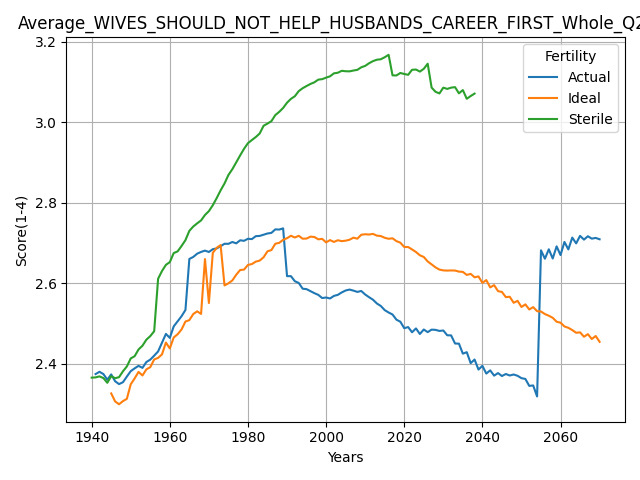 Average_WIVES_SHOULD_NOT_HELP_HUSBANDS_CAREER_FIRST_Whole_Q2
Fertility
Actual
Ideal
Sterile
Score(1-4)
3.2
3.0
2.8
2.6
2.4
1940 1960 1980 2000 2020 2040 2060
Years